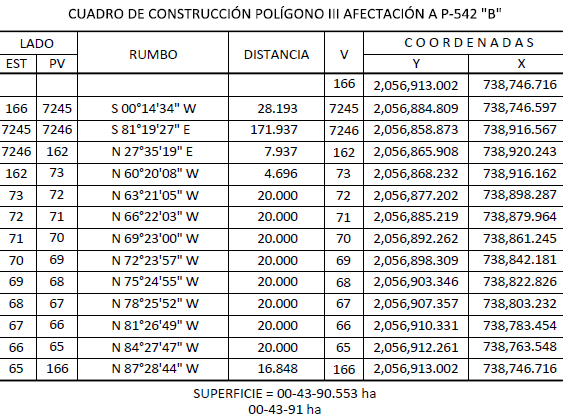 CUADRO DE CONSTRUCCIÓN POLÍGONO III AFECTACIÓN A P-542 "B"
LADO RUMBO DISTANCIA V COORDENADAS
EST PV Y X
166 2,056,913.002 738,746.716
166 7245 S 00°14'34" W 28.193 7245 2,056,884.809 738,746.597
7245 7246 S 81°19'27" E 171.937 7246 2,056,858.873 738,916.567
7246 162 N 27°35'19" E 7.937 162 2,056,865.908 738,920.243
162 73 N 60°20'08" W 4.696 73 2,056,868.232 738,916.162
73 72 N 63°21'05" W 20.000 72 2,056,877.202 738,898.287
72 71 N 66°22'03" W 20.000 71 2,056,885.219 738,879.964
71 70 N 69°23'00" W 20.000 70 2,056,892.262 738,861.245
70 69 N 72°23'57" W 20.000 69 2,056,898.309 738,842.181
69 68 N 75°24'55" W 20.000 68 2,056,903.346 738,822.826
68 67 N 78°25'52" W 20.000 67 2,056,907.357 738,803.232
67 66 N 81°26'49" W 20.000 66 2,056,910.331 738,783.454
66 65 N 84°27'47" W 20.000 65 2,056,912.261 738,763.548
65 166 N 87°28'44" W 16.848 166 2,056,913.002 738,746.716
SUPERFICIE = 00-43-90.553 ha
00-43-91 ha